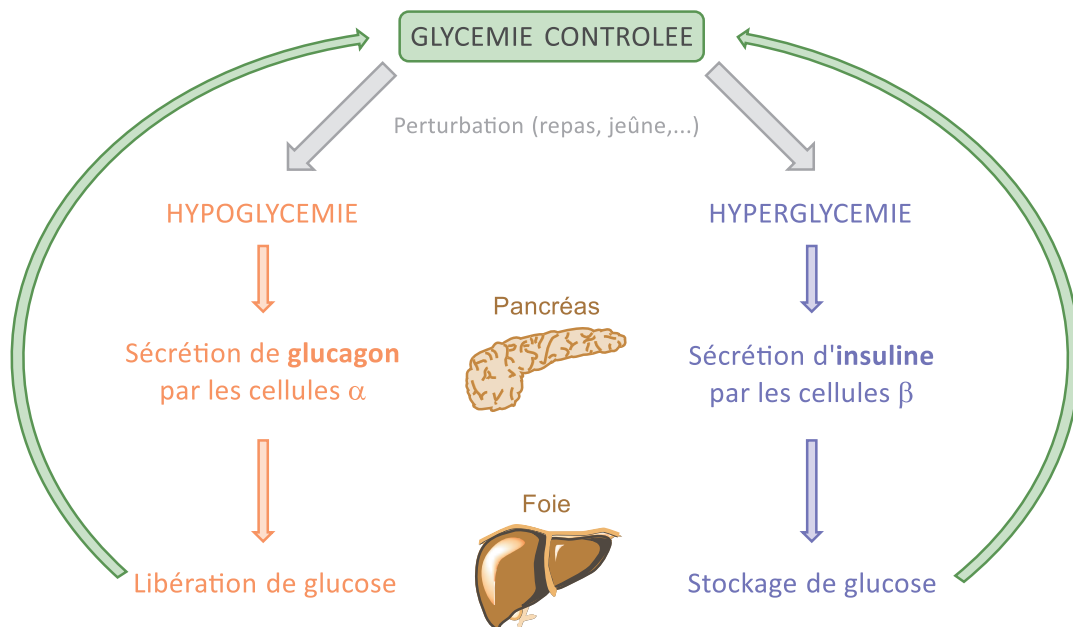 GLYCEMIE CONTROLEE
Perturbation (repas, jeûne,...)
HYPOGLYCEMIE
HYPERGLYCEMIE
Pancréas
Sécrétion de glucagon
par les cellules α
Sécrétion d'insuline
par les cellules β
Foie
Libération de glucose
Stockage de glucose